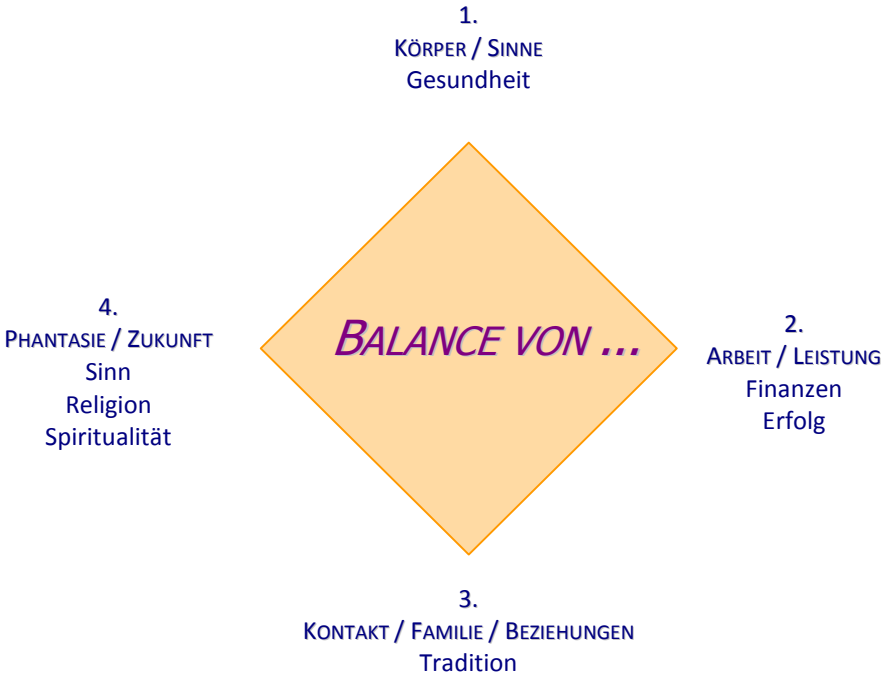 1.
KÖRPER / SINNE
Gesundheit
BALANCE VON ...
2.
ARBEIT / LEISTUNG
Finanzen
Erfolg
3.
KONTAKT / FAMILIE / BEZIEHUNGEN
Tradition
4.
PHANTASIE / ZUKUNFT
Sinn
Religion
Spiritualität